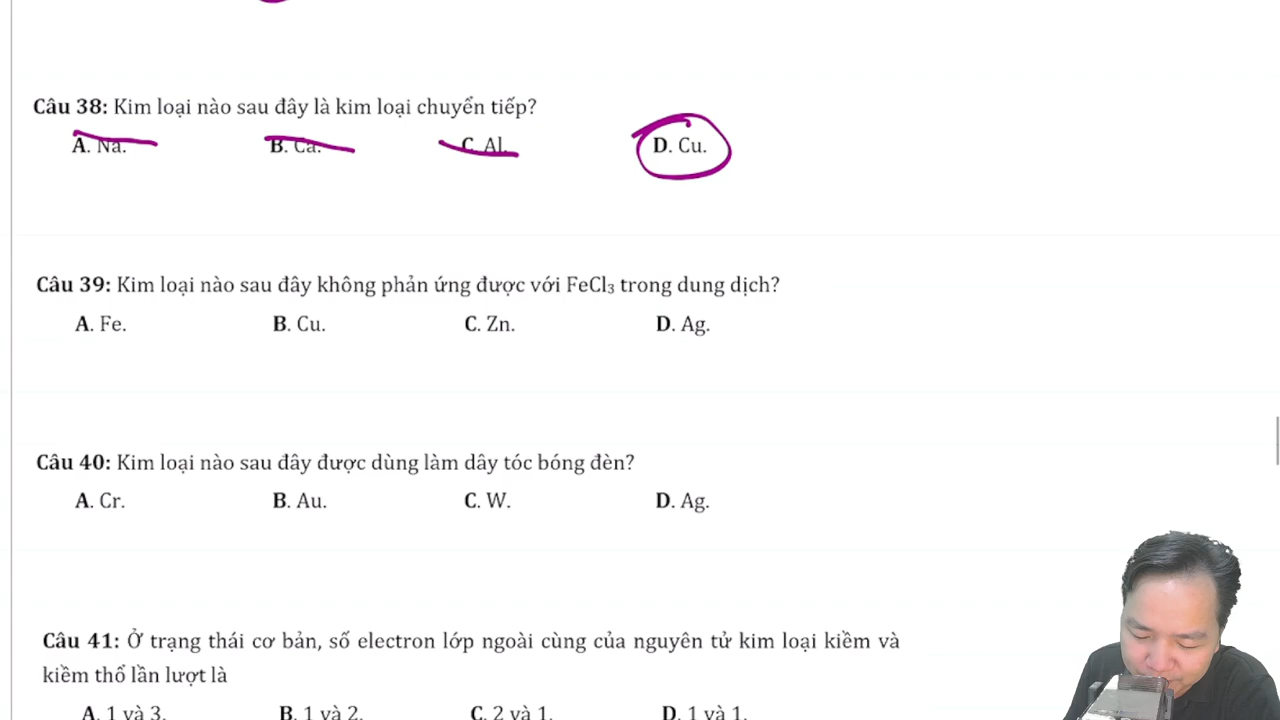 Câu 38: Kim loại nào sau đây là kim loại chuyển tiếp?
A. Na. B. Ca. C. Al. D. Cu.
Câu 39: Kim loại nào sau đây không phản ứng được với FeCl₃ trong dung dịch?
A. Fe. B. Cu. C. Zn. D. Ag.
Câu 40: Kim loại nào sau đây được dùng làm dây tóc bóng đèn?
A. Cr. B. Au. C. W. D. Ag.
Câu 41: Ở trạng thái cơ bản, số electron lớp ngoài cùng của nguyên tử kim loại kiềm và
kiềm thổ lần lượt là
A. 1 và 3. B. 1 và 2. C. 2 và 1. D. 1 và 1.